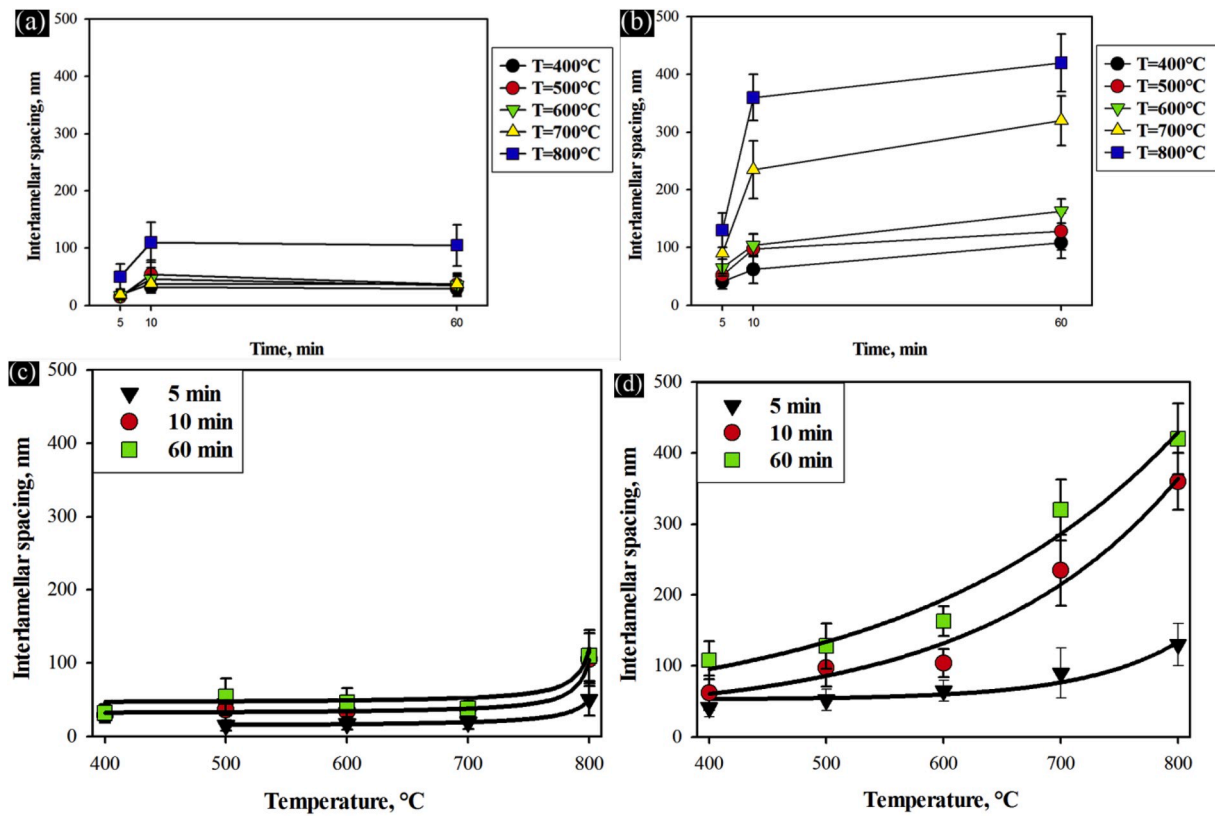 (a)
500
400
300
200
100
0
Interlamellar spacing, nm
5 10 60
Time, min
T=400°C
T=500°C
T=600°C
T=700°C
T=800°C
(b)
500
400
300
200
100
0
Interlamellar spacing, nm
5 10 60
Time, min
T=400°C
T=500°C
T=600°C
T=700°C
T=800°C
(c)
5 min
10 min
60 min
500
400
300
200
100
0
Interlamellar spacing, nm
400 500 600 700 800
Temperature, °C
(d)
5 min
10 min
60 min
500
400
300
200
100
0
Interlamellar spacing, nm
400 500 600 700 800
Temperature, °C